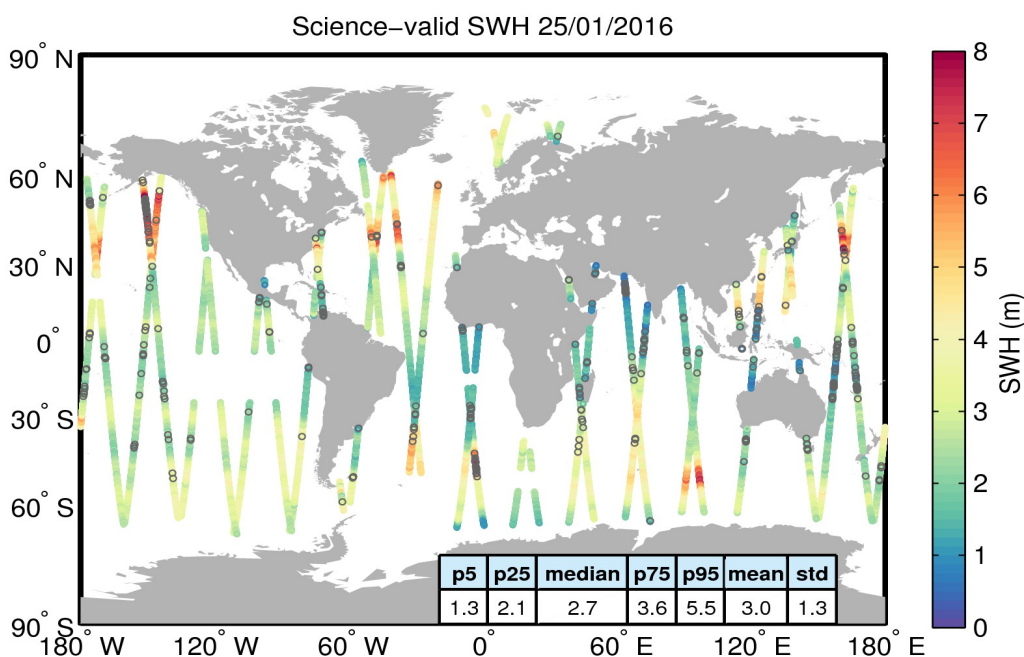 Science−valid SWH 25/01/2016
90° N
60° N
30° N
0°
30° S
60° S
90° S
180° W
120° W
60° W
0°
60° E
120° E
180° E
p5 p25 median p75 p95 mean std
1.3 2.1 2.7 3.6 5.5 3.0 1.3
8
7
6
5
4
3
2
1
0
SWH (m)